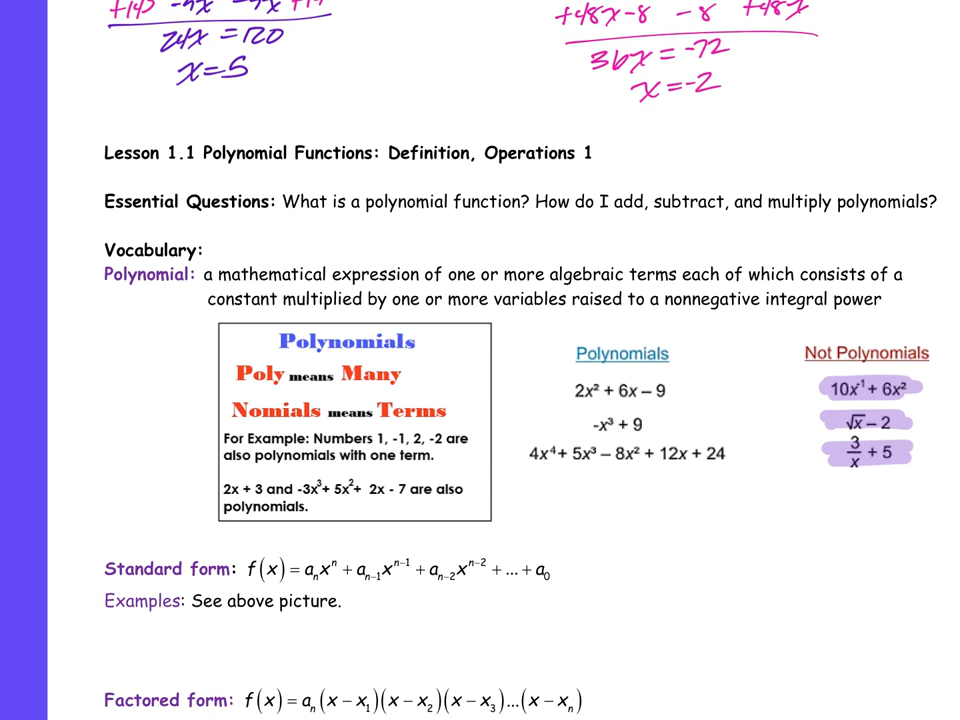 24x = 120
x = 5
+48x - 8 - 8 +48x
36x = -72
x = -2
Lesson 1.1 Polynomial Functions: Definition, Operations 1
Essential Questions: What is a polynomial function? How do I add, subtract, and multiply polynomials?
Vocabulary:
Polynomial: a mathematical expression of one or more algebraic terms each of which consists of a
constant multiplied by one or more variables raised to a nonnegative integral power
Polynomials
Poly means Many
Nomials means Terms
For Example: Numbers 1, -1, 2, -2 are
also polynomials with one term.
2x + 3 and -3x³+ 5x²+ 2x - 7 are also
polynomials.
Polynomials
2x² + 6x – 9
-x³ + 9
4x⁴+ 5x³ – 8x² + 12x + 24
Not Polynomials
10x⁻¹ + 6x²
√x – 2
3/x + 5
Standard form: f(x) = aₙxⁿ + aₙ₋₁xⁿ⁻¹ + aₙ₋₂xⁿ⁻² + ... + a₀
Examples: See above picture.
Factored form: f(x) = aₙ(x – x₁)(x – x₂)(x – x₃)...(x – xₙ)